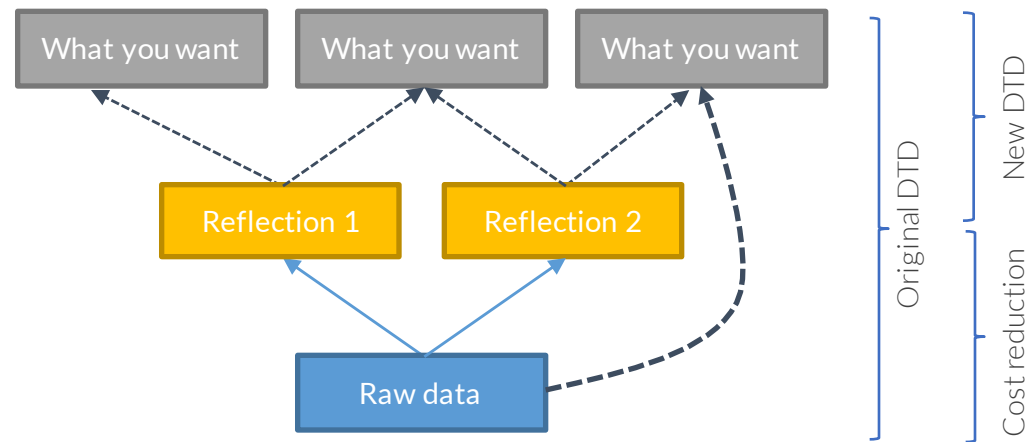 What you want
What you want
What you want
Reflection 1
Reflection 2
Raw data
Original DTD
New DTD
Cost reduction